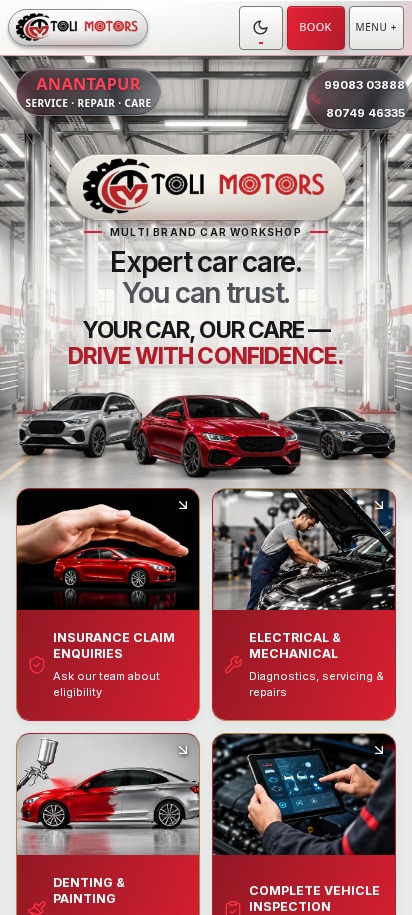 TOLI MOTORS
BOOK
MENU +
ANANTAPUR
SERVICE · REPAIR · CARE
99083 03888
80749 46335
TOLI MOTORS
MULTI BRAND CAR WORKSHOP
Expert car care.
You can trust.
YOUR CAR, OUR CARE —
DRIVE WITH CONFIDENCE.
INSURANCE CLAIM
ENQUIRIES
Ask our team about
eligibility
ELECTRICAL &
MECHANICAL
Diagnostics, servicing &
repairs
DENTING &
PAINTING
COMPLETE VEHICLE
INSPECTION